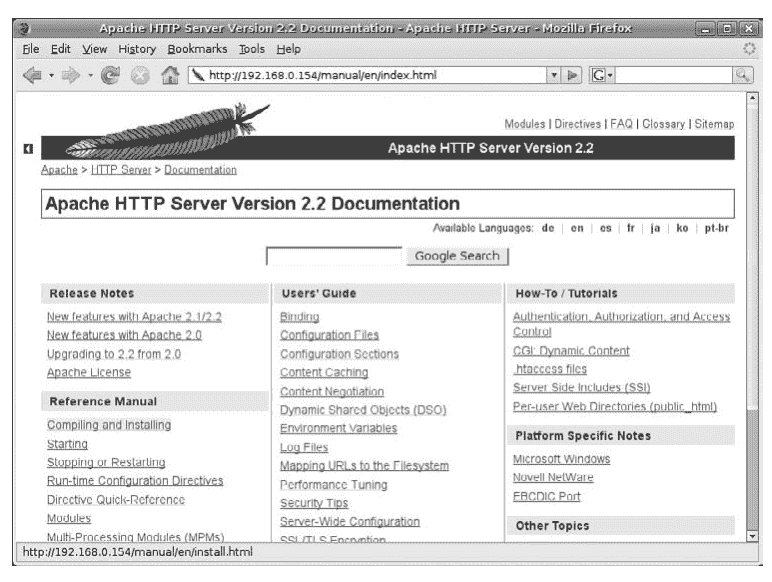 Apache HTTP Server Version 2.2 Documentation - Apache HTTP Server - Mozilla Firefox
File Edit View History Bookmarks Tools Help
http://192.168.0.154/manual/en/index.html
G
Modules | Directives | FAQ | Glossary | Sitemap
Apache HTTP Server Version 2.2
Apache > HTTP Server > Documentation
Apache HTTP Server Version 2.2 Documentation
Available Languages: de | en | es | fr | ja | ko | pt-br
Google Search
Release Notes
New features with Apache 2.1/2.2
New features with Apache 2.0
Upgrading to 2.2 from 2.0
Apache License
Reference Manual
Compiling and Installing
Starting
Stopping or Restarting
Run-time Configuration Directives
Directive Quick-Reference
Modules
Multi-Processing Modules (MPMs)
Users' Guide
Binding
Configuration Files
Configuration Sections
Content Caching
Content Negotiation
Dynamic Shared Objects (DSO)
Environment Variables
Log Files
Mapping URLs to the Filesystem
Performance Tuning
Security Tips
Server-Wide Configuration
SSL/TLS Encryption
How-To / Tutorials
Authentication, Authorization, and Access
Control
CGI: Dynamic Content
.htaccess files
Server Side Includes (SSI)
Per-user Web Directories (public_html)
Platform Specific Notes
Microsoft Windows
Novell NetWare
EBCDIC Port
Other Topics
http://192.168.0.154/manual/en/install.html